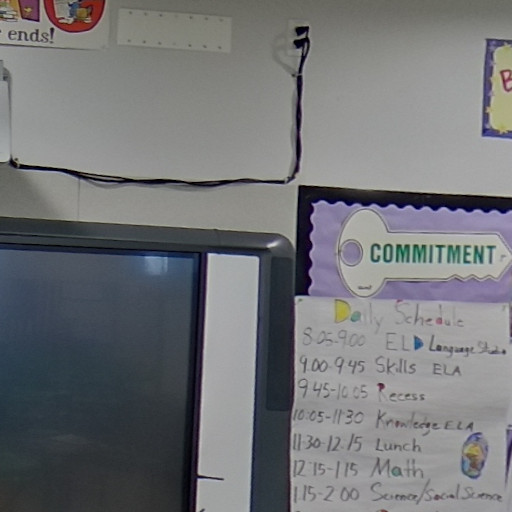 ends!
COMMITMENT
Daily Schedule
8:05-9:00 ELD Language Studio
9:00-9:45 Skills ELA
9:45-10:05 Recess
10:05-11:30 Knowledge ELA
11:30-12:15 Lunch
12:15-1:15 Math
1:15-2:00 Science/Social Science